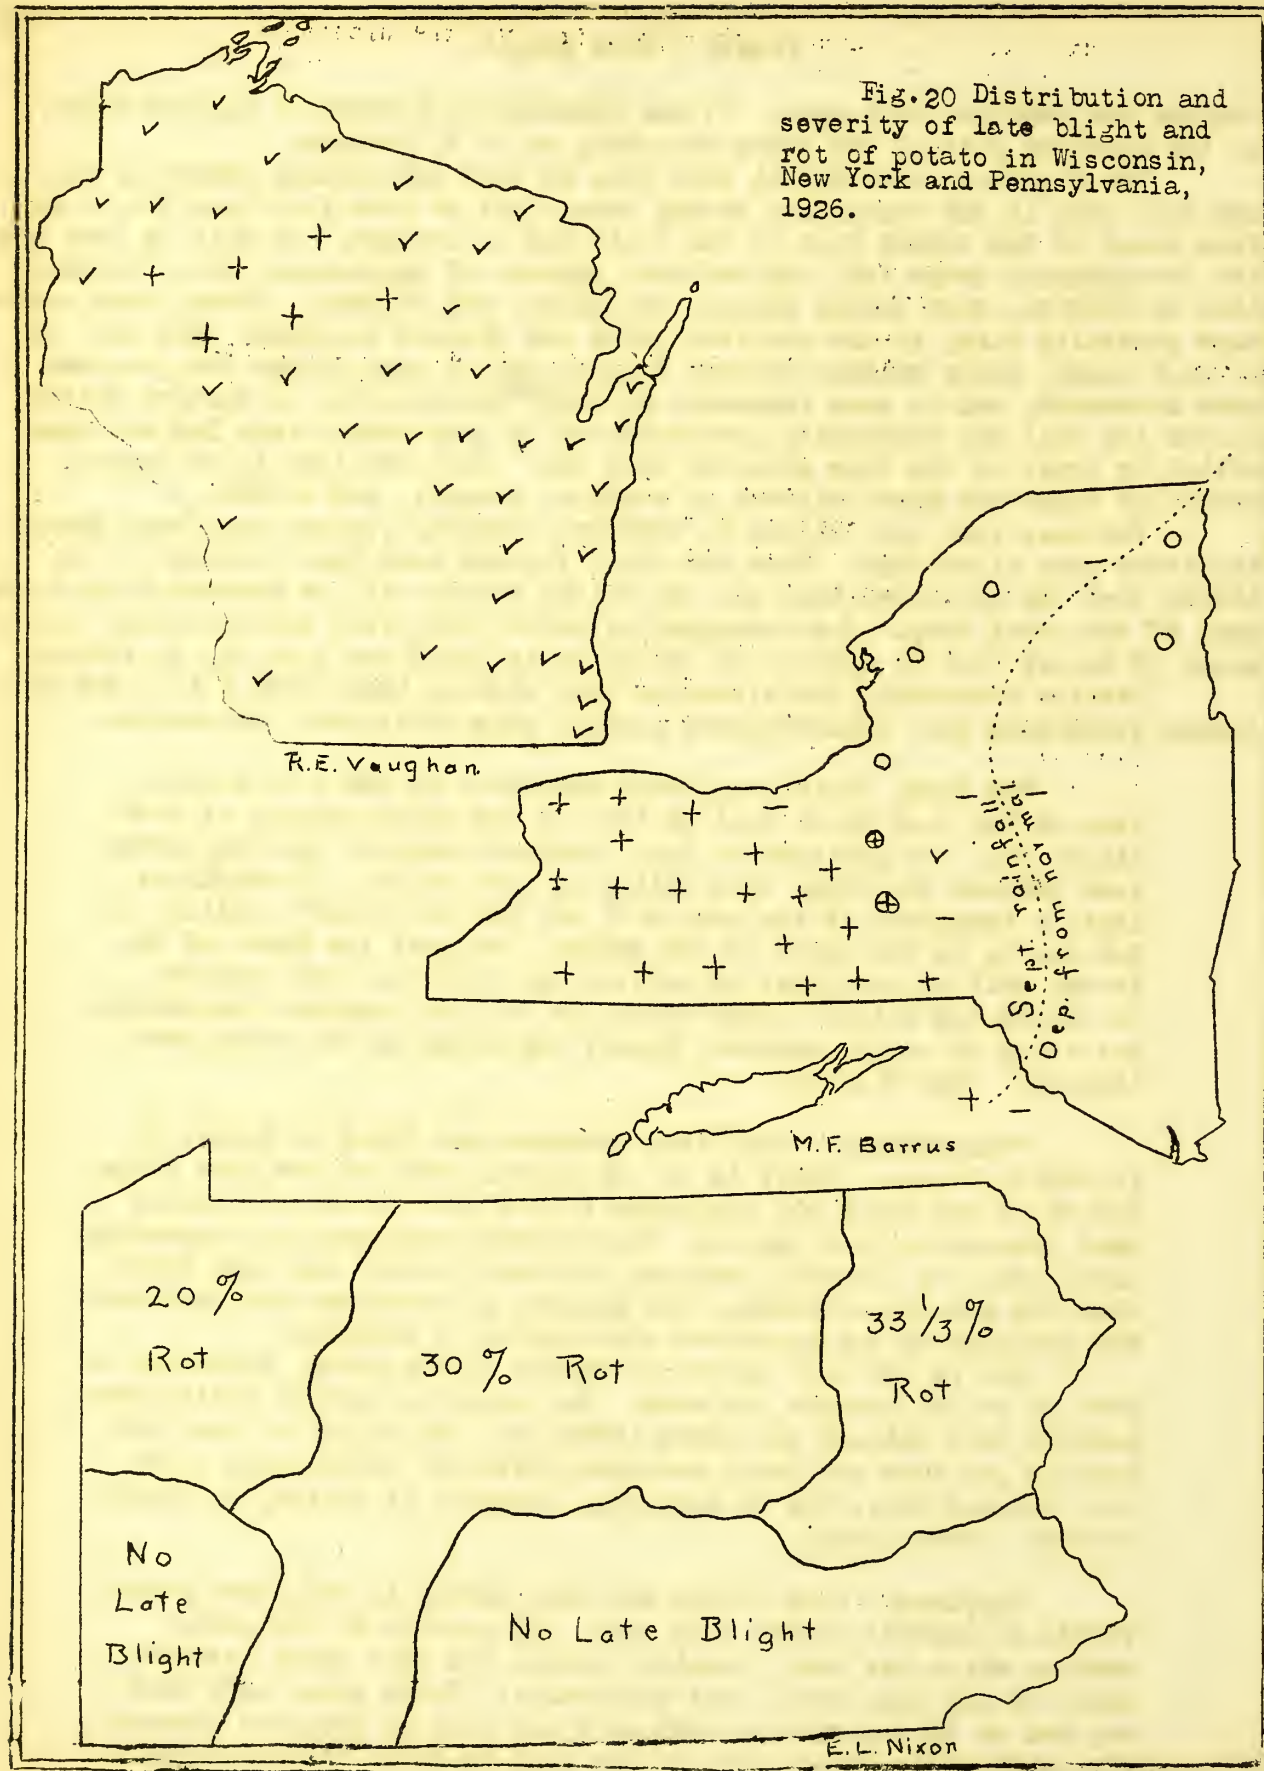 Fig.20 Distribution and
severity of late blight and
rot of potato in Wisconsin,
New York and Pennsylvania,
1926.
R.E. Vaughan
Sept. rainfall
Dep. from normal
M.F. Barrus
20 %
Rot
30 % Rot
33 1/3 %
Rot
No
Late
Blight
No Late Blight
E.L. Nixon